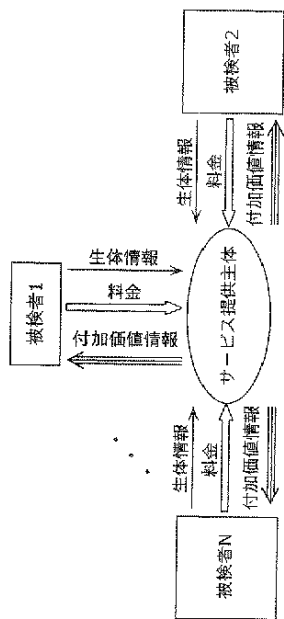 被検者1
生体情報
料金
付加価値情報
被検者2
生体情報
料金
付加価値情報
サービス提供主体
被検者N
生体情報
料金
付加価値情報